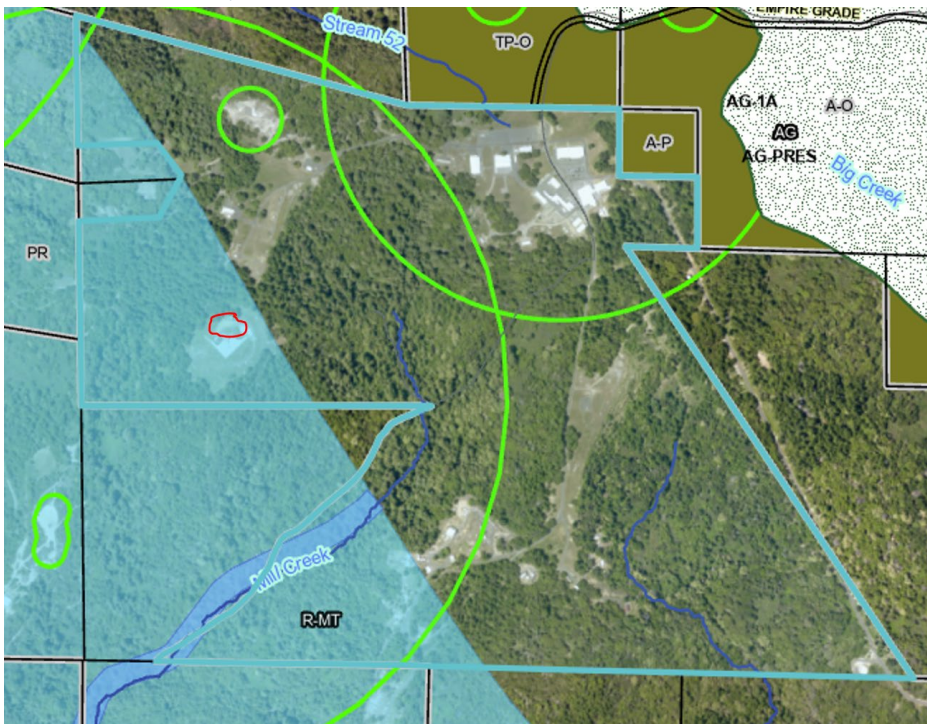 EMPIRE GRADE
Stream 52
TP-O
AG-1A
A-O
AG
A-P
AG-PRES
Big Creek
PR
Mill Creek
R-MT